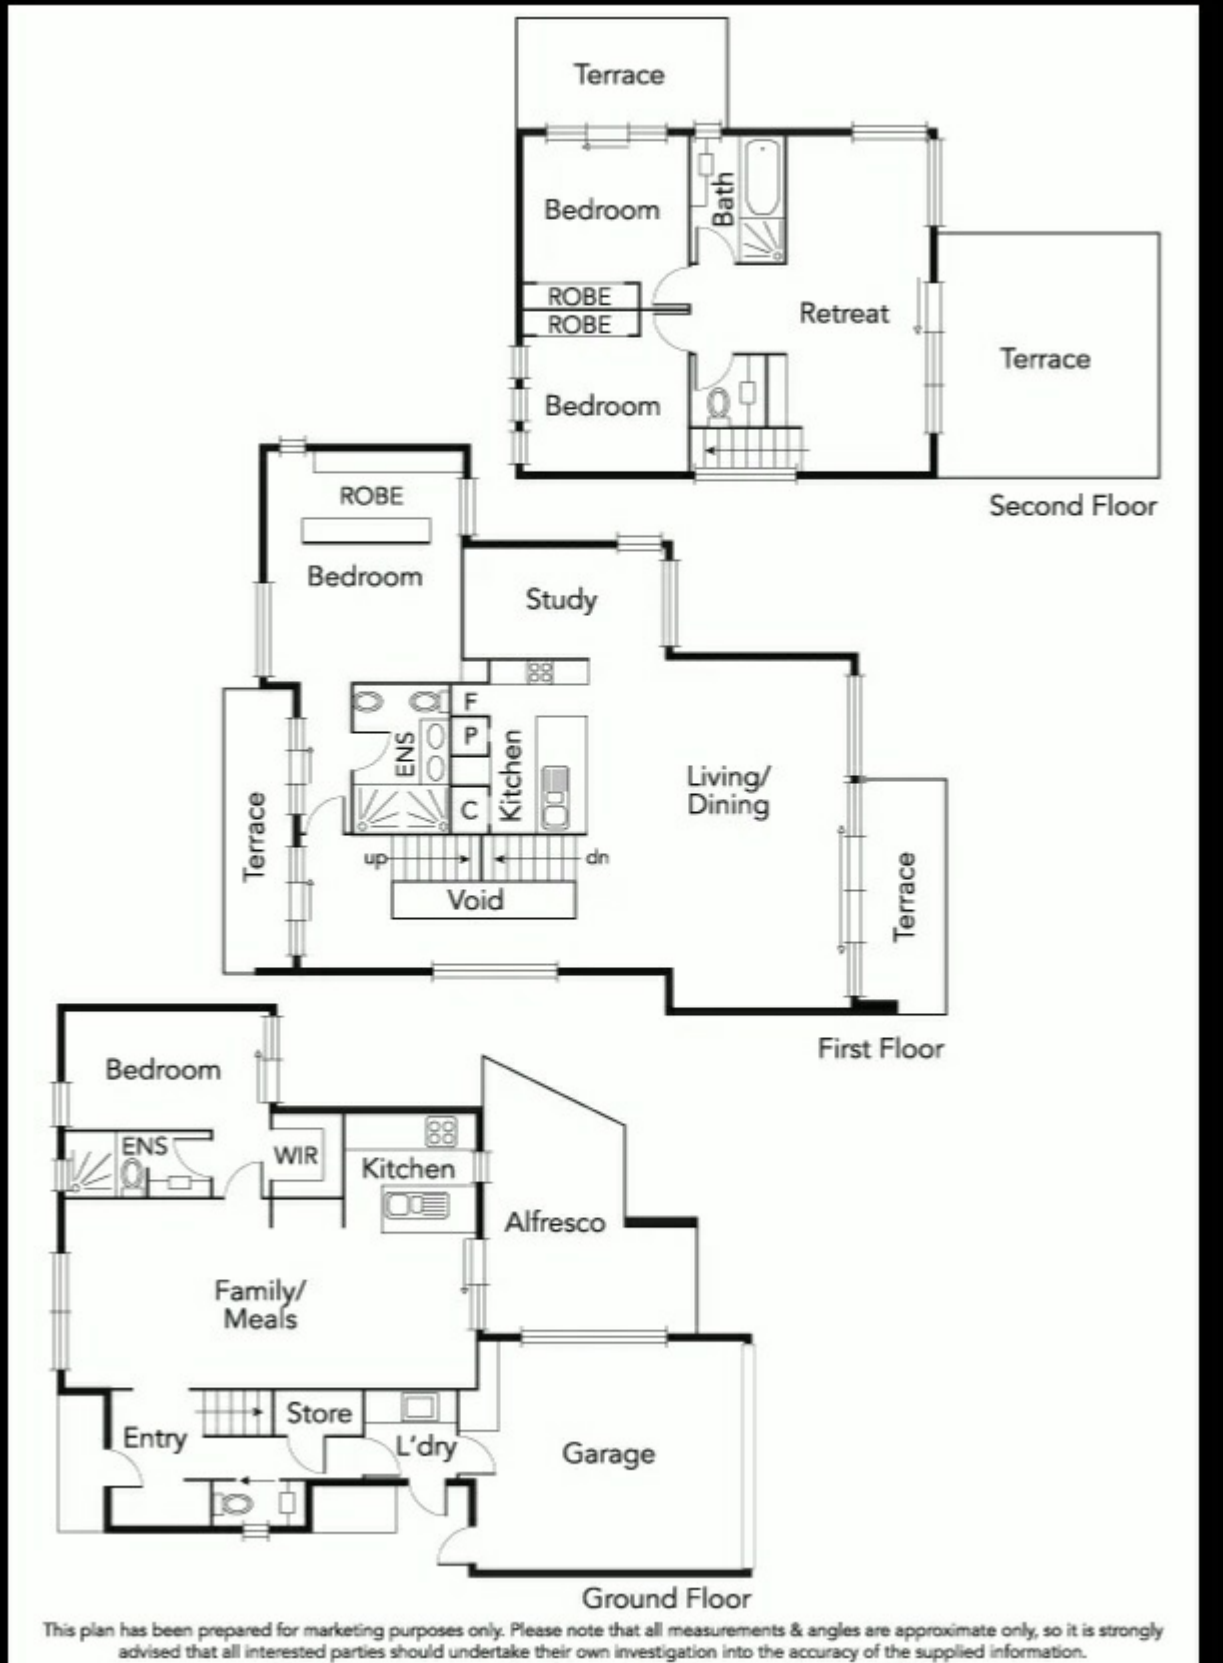 Terrace
Bedroom
Bath
ROBE
ROBE
Retreat
Terrace
Bedroom
Second Floor
ROBE
Bedroom
Study
F
P
ENS
Kitchen
C
Living/
Dining
Terrace
up
dn
Void
Terrace
First Floor
Bedroom
ENS
WIR
Kitchen
Alfresco
Family/
Meals
Store
Entry
L'dry
Garage
Ground Floor
This plan has been prepared for marketing purposes only. Please note that all measurements & angles are approximate only, so it is strongly
advised that all interested parties should undertake their own investigation into the accuracy of the supplied information.